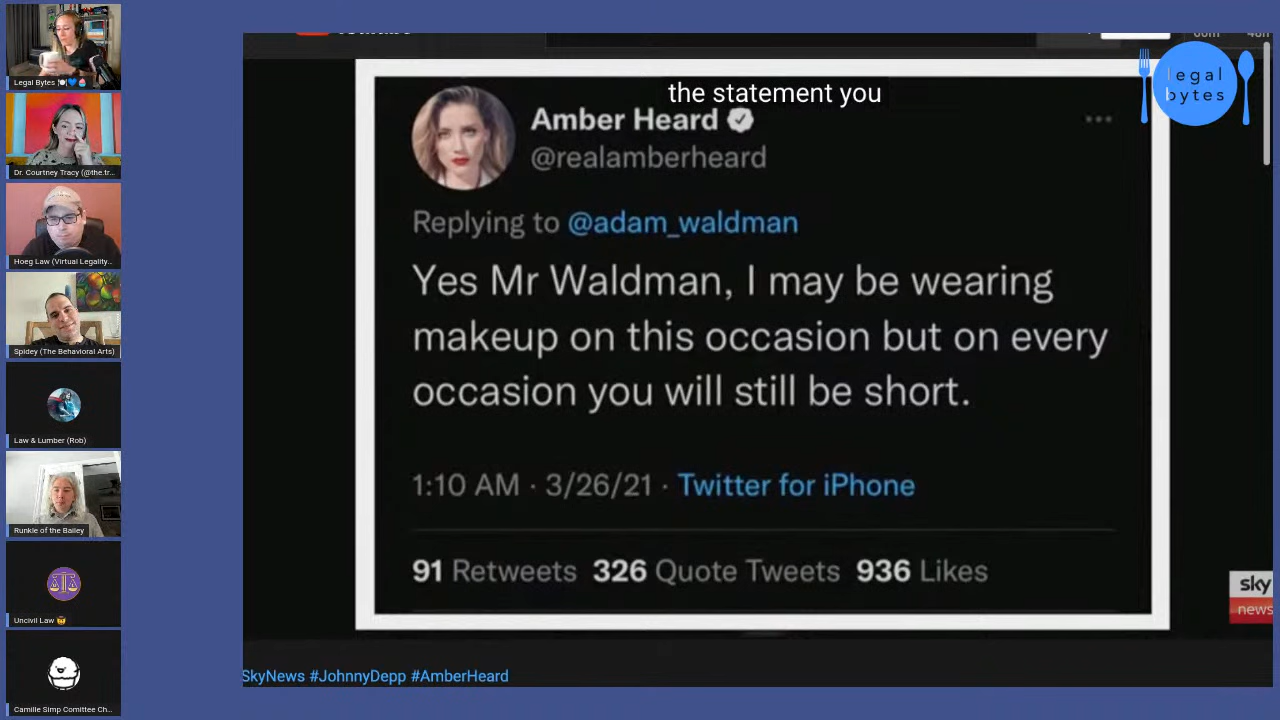 the statement you
legal
bytes
Amber Heard
@realamberheard
Replying to @adam_waldman
Yes Mr Waldman, I may be wearing
makeup on this occasion but on every
occasion you will still be short.
1:10 AM · 3/26/21 · Twitter for iPhone
91 Retweets 326 Quote Tweets 936 Likes
sky
news
SkyNews #JohnnyDepp #AmberHeard
Legal Bytes 🍽️💙🧁
Dr. Courtney Tracy (@the.tr...
Hoeg Law (Virtual Legality...
Spidey (The Behavioral Arts)
Law & Lumber (Rob)
Runkle of the Bailey
Uncivil Law 🤠
Camille Simp Comittee Ch...